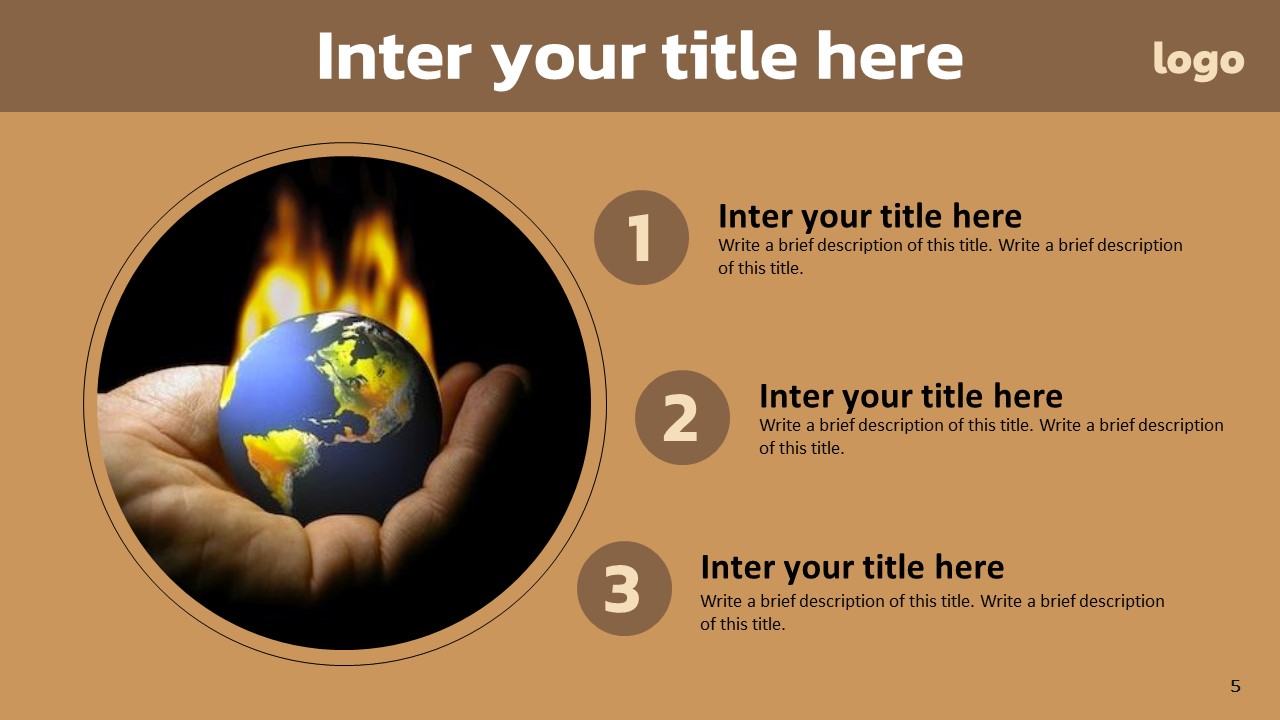 Inter your title here
logo
1
Inter your title here
Write a brief description of this title. Write a brief description
of this title.
2
Inter your title here
Write a brief description of this title. Write a brief description
of this title.
3
Inter your title here
Write a brief description of this title. Write a brief description
of this title.
5